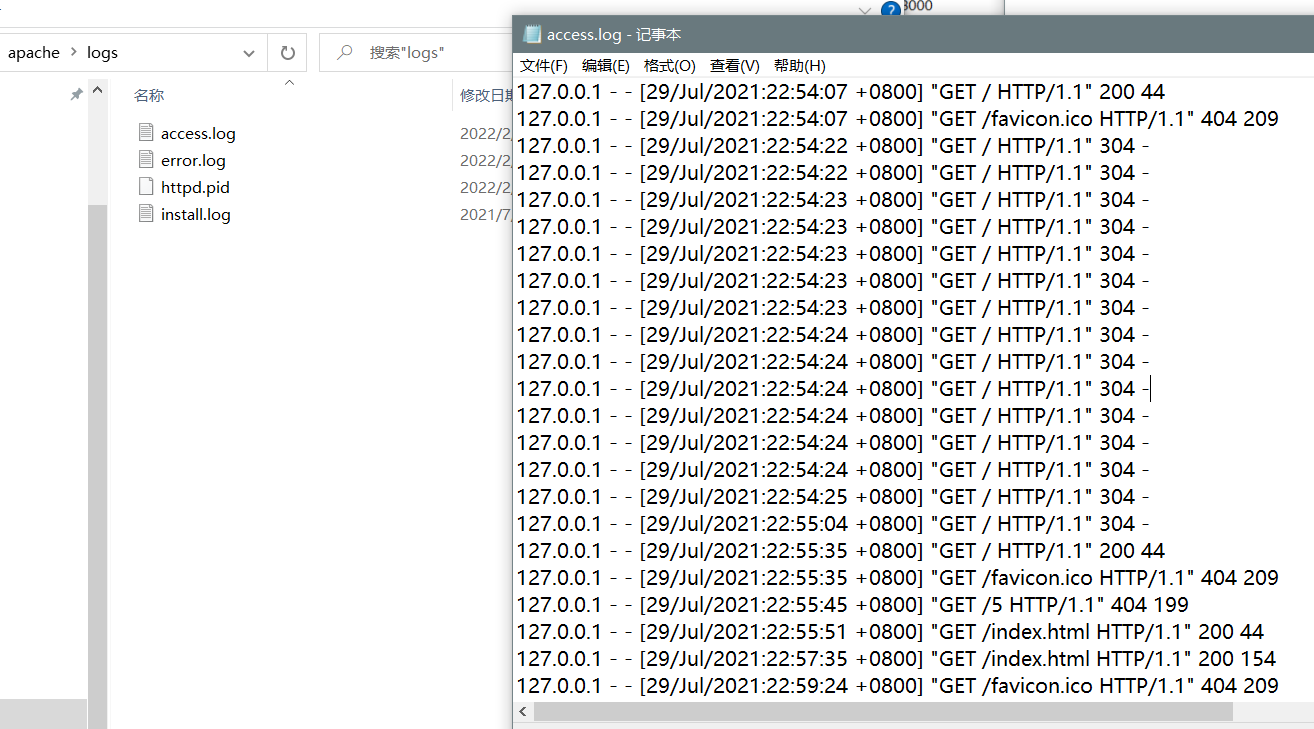 8000
apache > logs
搜索"logs"
名称
修改日期
access.log
2022/2
error.log
2022/2
httpd.pid
2022/2
install.log
2021/7/
access.log - 记事本
文件(F) 编辑(E) 格式(O) 查看(V) 帮助(H)
127.0.0.1 - - [29/Jul/2021:22:54:07 +0800] "GET / HTTP/1.1" 200 44
127.0.0.1 - - [29/Jul/2021:22:54:07 +0800] "GET /favicon.ico HTTP/1.1" 404 209
127.0.0.1 - - [29/Jul/2021:22:54:22 +0800] "GET / HTTP/1.1" 304 -
127.0.0.1 - - [29/Jul/2021:22:54:22 +0800] "GET / HTTP/1.1" 304 -
127.0.0.1 - - [29/Jul/2021:22:54:23 +0800] "GET / HTTP/1.1" 304 -
127.0.0.1 - - [29/Jul/2021:22:54:23 +0800] "GET / HTTP/1.1" 304 -
127.0.0.1 - - [29/Jul/2021:22:54:23 +0800] "GET / HTTP/1.1" 304 -
127.0.0.1 - - [29/Jul/2021:22:54:23 +0800] "GET / HTTP/1.1" 304 -
127.0.0.1 - - [29/Jul/2021:22:54:23 +0800] "GET / HTTP/1.1" 304 -
127.0.0.1 - - [29/Jul/2021:22:54:24 +0800] "GET / HTTP/1.1" 304 -
127.0.0.1 - - [29/Jul/2021:22:54:24 +0800] "GET / HTTP/1.1" 304 -
127.0.0.1 - - [29/Jul/2021:22:54:24 +0800] "GET / HTTP/1.1" 304 -
127.0.0.1 - - [29/Jul/2021:22:54:24 +0800] "GET / HTTP/1.1" 304 -
127.0.0.1 - - [29/Jul/2021:22:54:24 +0800] "GET / HTTP/1.1" 304 -
127.0.0.1 - - [29/Jul/2021:22:54:24 +0800] "GET / HTTP/1.1" 304 -
127.0.0.1 - - [29/Jul/2021:22:54:25 +0800] "GET / HTTP/1.1" 304 -
127.0.0.1 - - [29/Jul/2021:22:55:04 +0800] "GET / HTTP/1.1" 304 -
127.0.0.1 - - [29/Jul/2021:22:55:35 +0800] "GET / HTTP/1.1" 200 44
127.0.0.1 - - [29/Jul/2021:22:55:35 +0800] "GET /favicon.ico HTTP/1.1" 404 209
127.0.0.1 - - [29/Jul/2021:22:55:45 +0800] "GET /5 HTTP/1.1" 404 199
127.0.0.1 - - [29/Jul/2021:22:55:51 +0800] "GET /index.html HTTP/1.1" 200 44
127.0.0.1 - - [29/Jul/2021:22:57:35 +0800] "GET /index.html HTTP/1.1" 200 154
127.0.0.1 - - [29/Jul/2021:22:59:24 +0800] "GET /favicon.ico HTTP/1.1" 404 209